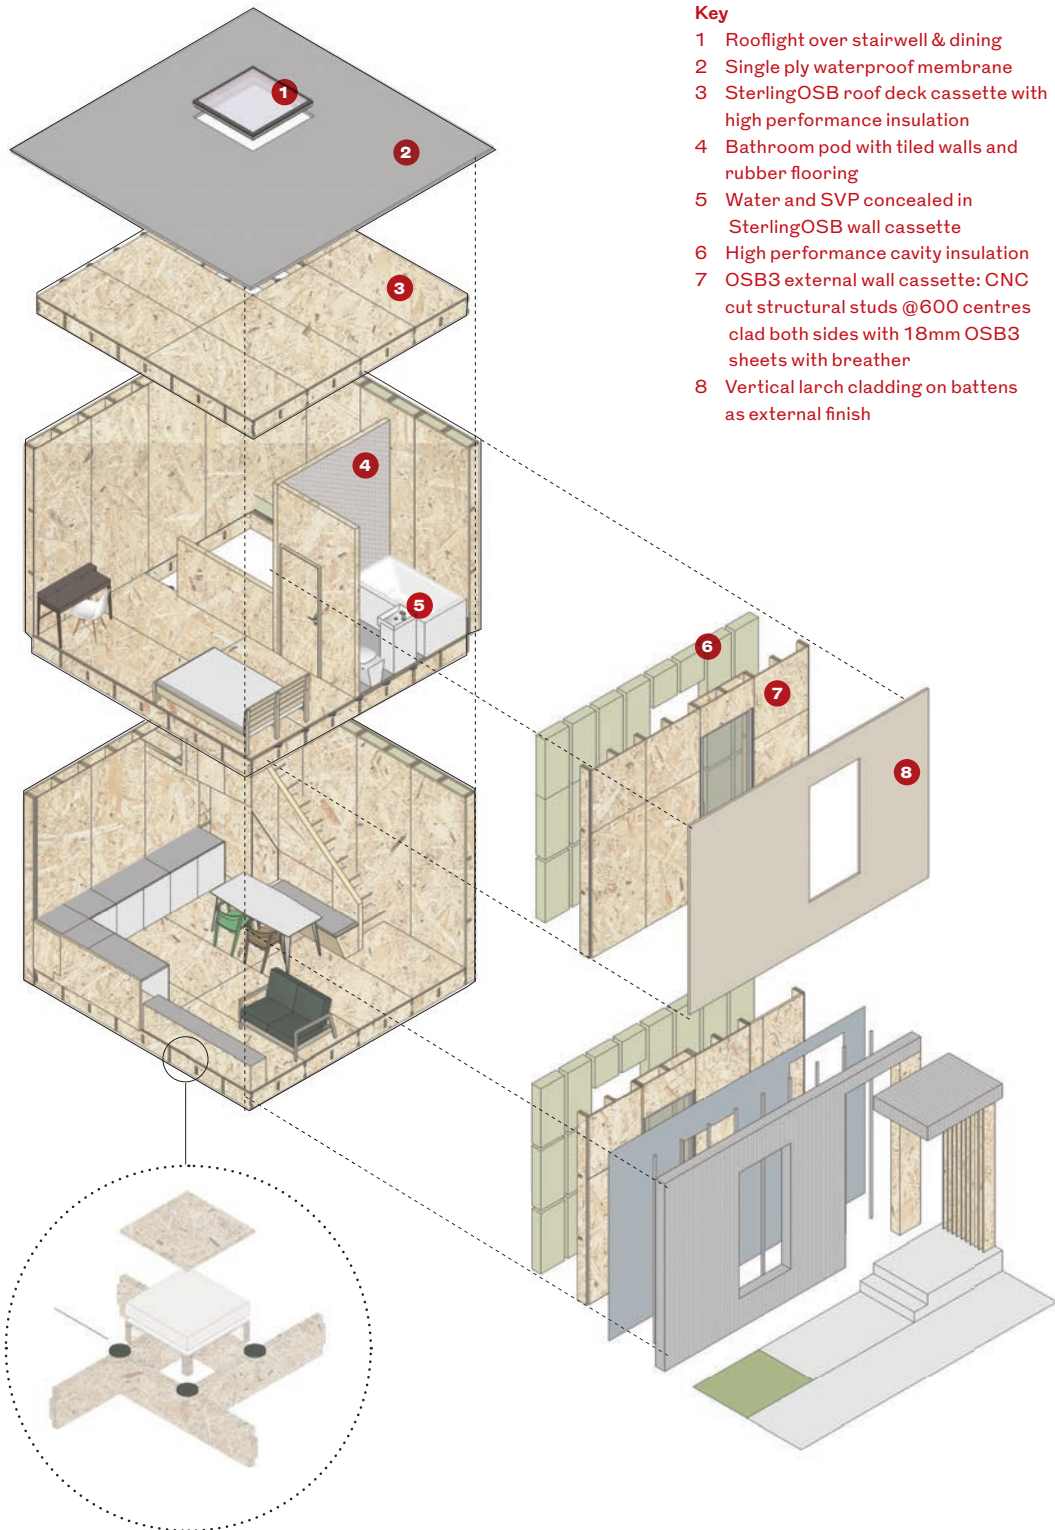 Key
1 Rooflight over stairwell & dining
2 Single ply waterproof membrane
3 SterlingOSB roof deck cassette with
high performance insulation
4 Bathroom pod with tiled walls and
rubber flooring
5 Water and SVP concealed in
SterlingOSB wall cassette
6 High performance cavity insulation
7 OSB3 external wall cassette: CNC
cut structural studs @600 centres
clad both sides with 18mm OSB3
sheets with breather
8 Vertical larch cladding on battens
as external finish
1
2
3
4
5
6
7
8